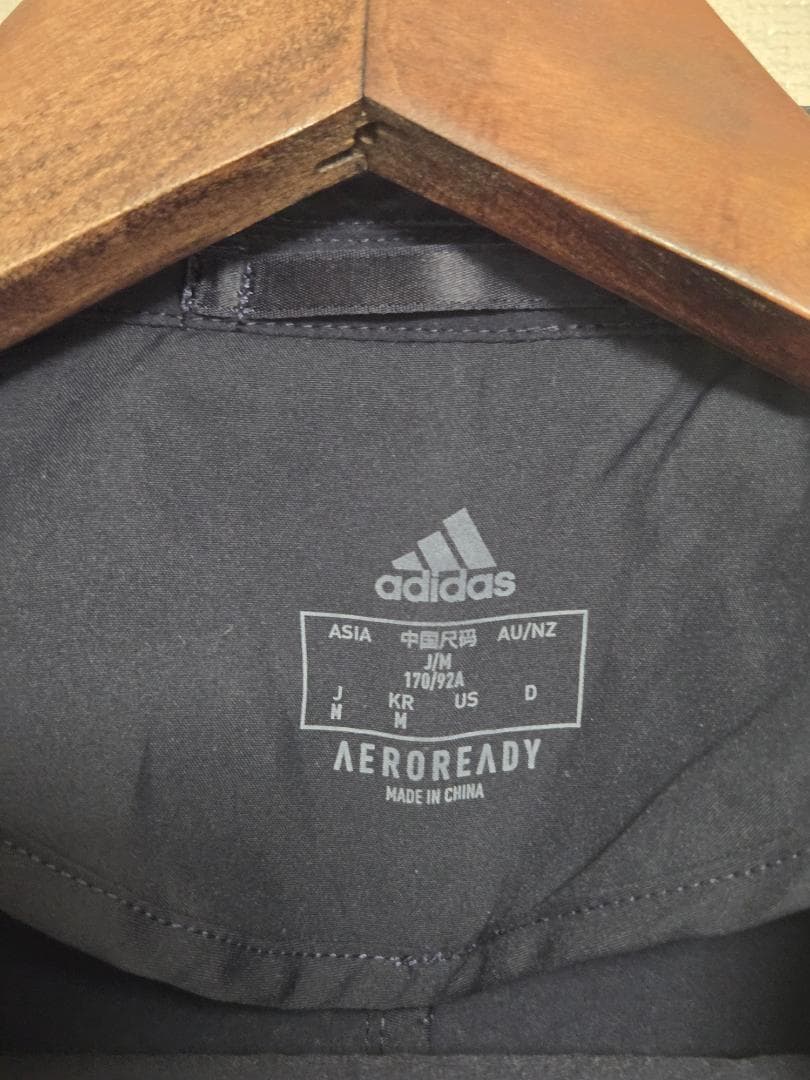 adidas
ASIA 中国尺码 AU/NZ
J/M
170/92A
J KR US D
M M
AEROREADY
MADE IN CHINA